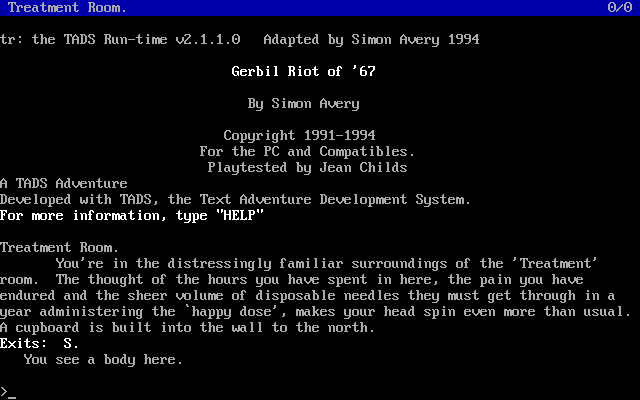 Treatment Room. 0/0
tr: the TADS Run-time v2.1.1.0 Adapted by Simon Avery 1994
Gerbil Riot of '67
By Simon Avery
Copyright 1991-1994
For the PC and Compatibles.
Playtested by Jean Childs
A TADS Adventure
Developed with TADS, the Text Adventure Development System.
For more information, type "HELP"
Treatment Room.
You're in the distressingly familiar surroundings of the 'Treatment'
room. The thought of the hours you have spent in here, the pain you have
endured and the sheer volume of disposable needles they must get through in a
year administering the `happy dose', makes your head spin even more than usual.
A cupboard is built into the wall to the north.
Exits: S.
You see a body here.
>_